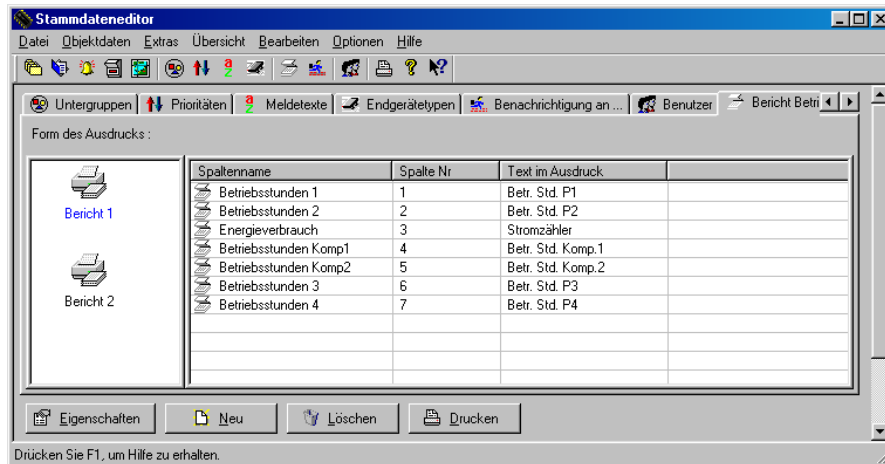 Stammdateneditor
Datei Objektdaten Extras Übersicht Bearbeiten Optionen Hilfe
Untergruppen Prioritäten Meldetexte Endgerätetypen Benachrichtigung an ... Benutzer Bericht Betri
Form des Ausdrucks :
Bericht 1
Bericht 2
Spaltenname Spalte Nr Text im Ausdruck
Betriebsstunden 1 1 Betr. Std. P1
Betriebsstunden 2 2 Betr. Std. P2
Energieverbrauch 3 Stromzähler
Betriebsstunden Komp1 4 Betr. Std. Komp.1
Betriebsstunden Komp2 5 Betr. Std. Komp.2
Betriebsstunden 3 6 Betr. Std. P3
Betriebsstunden 4 7 Betr. Std. P4
Eigenschaften Neu Löschen Drucken
Drücken Sie F1, um Hilfe zu erhalten.